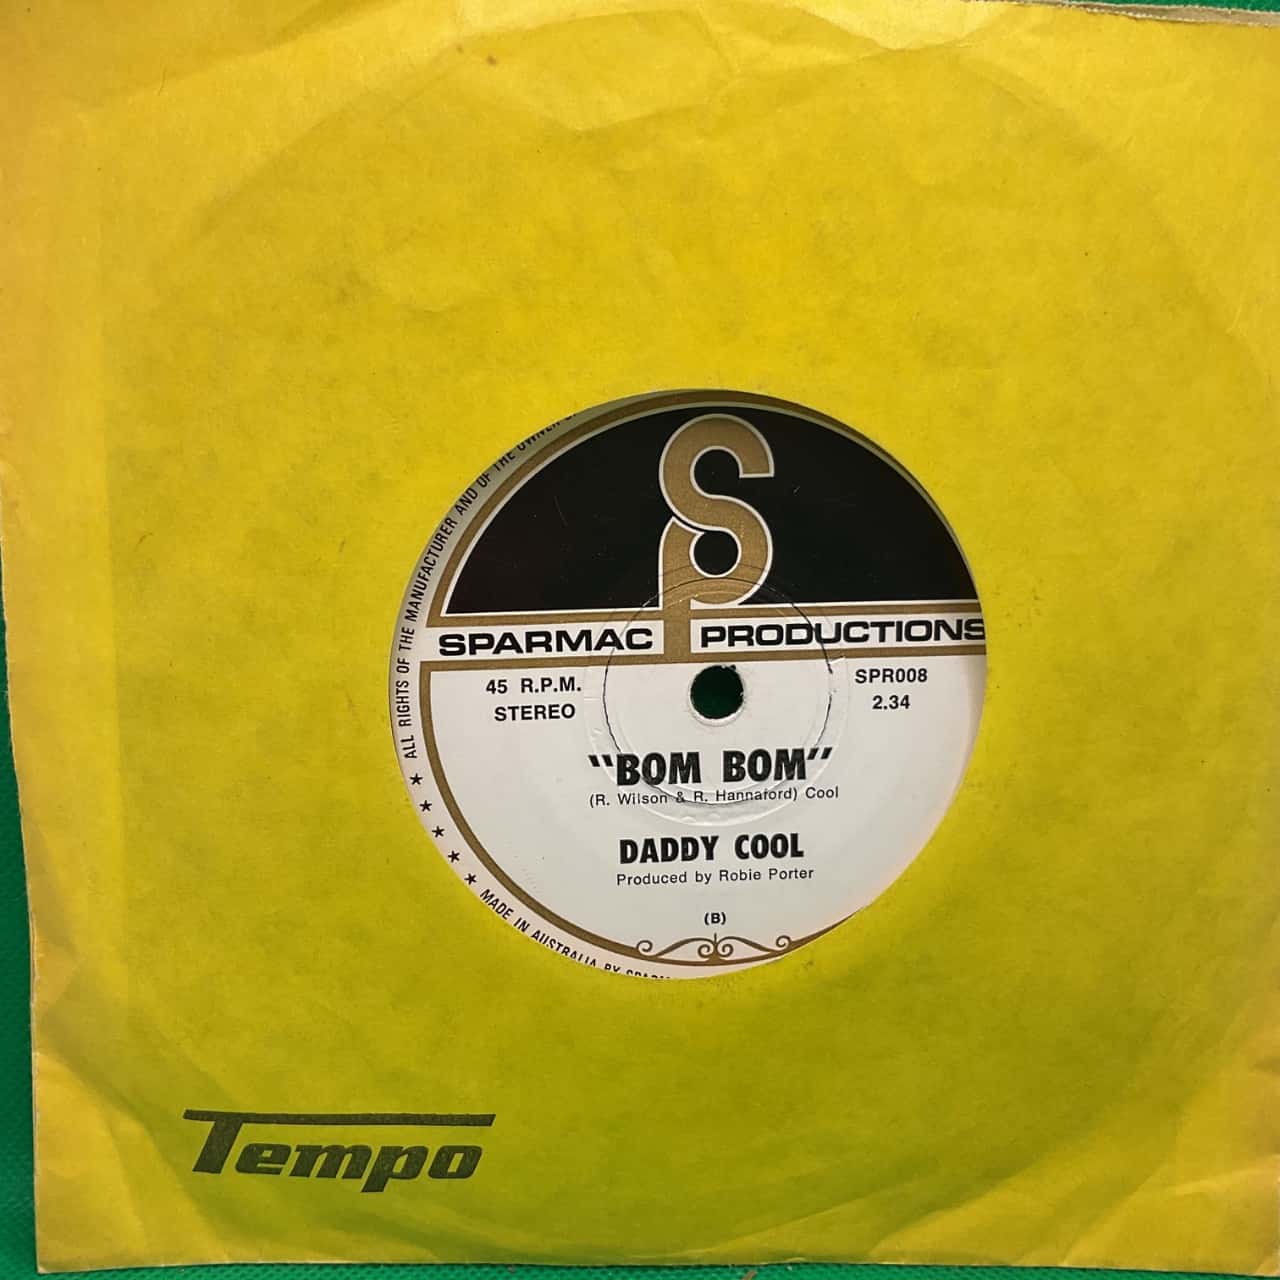 ALL RIGHTS OF THE MANUFACTURER AND OF THE OWNER
SPARMAC PRODUCTIONS
45 R.P.M.
STEREO
SPR008
2.34
"BOM BOM"
(R. Wilson & R. Hannaford) Cool
DADDY COOL
Produced by Robie Porter
(B)
★ ★ ★ ★ ★ MADE IN AUSTRALIA BY
Tempo